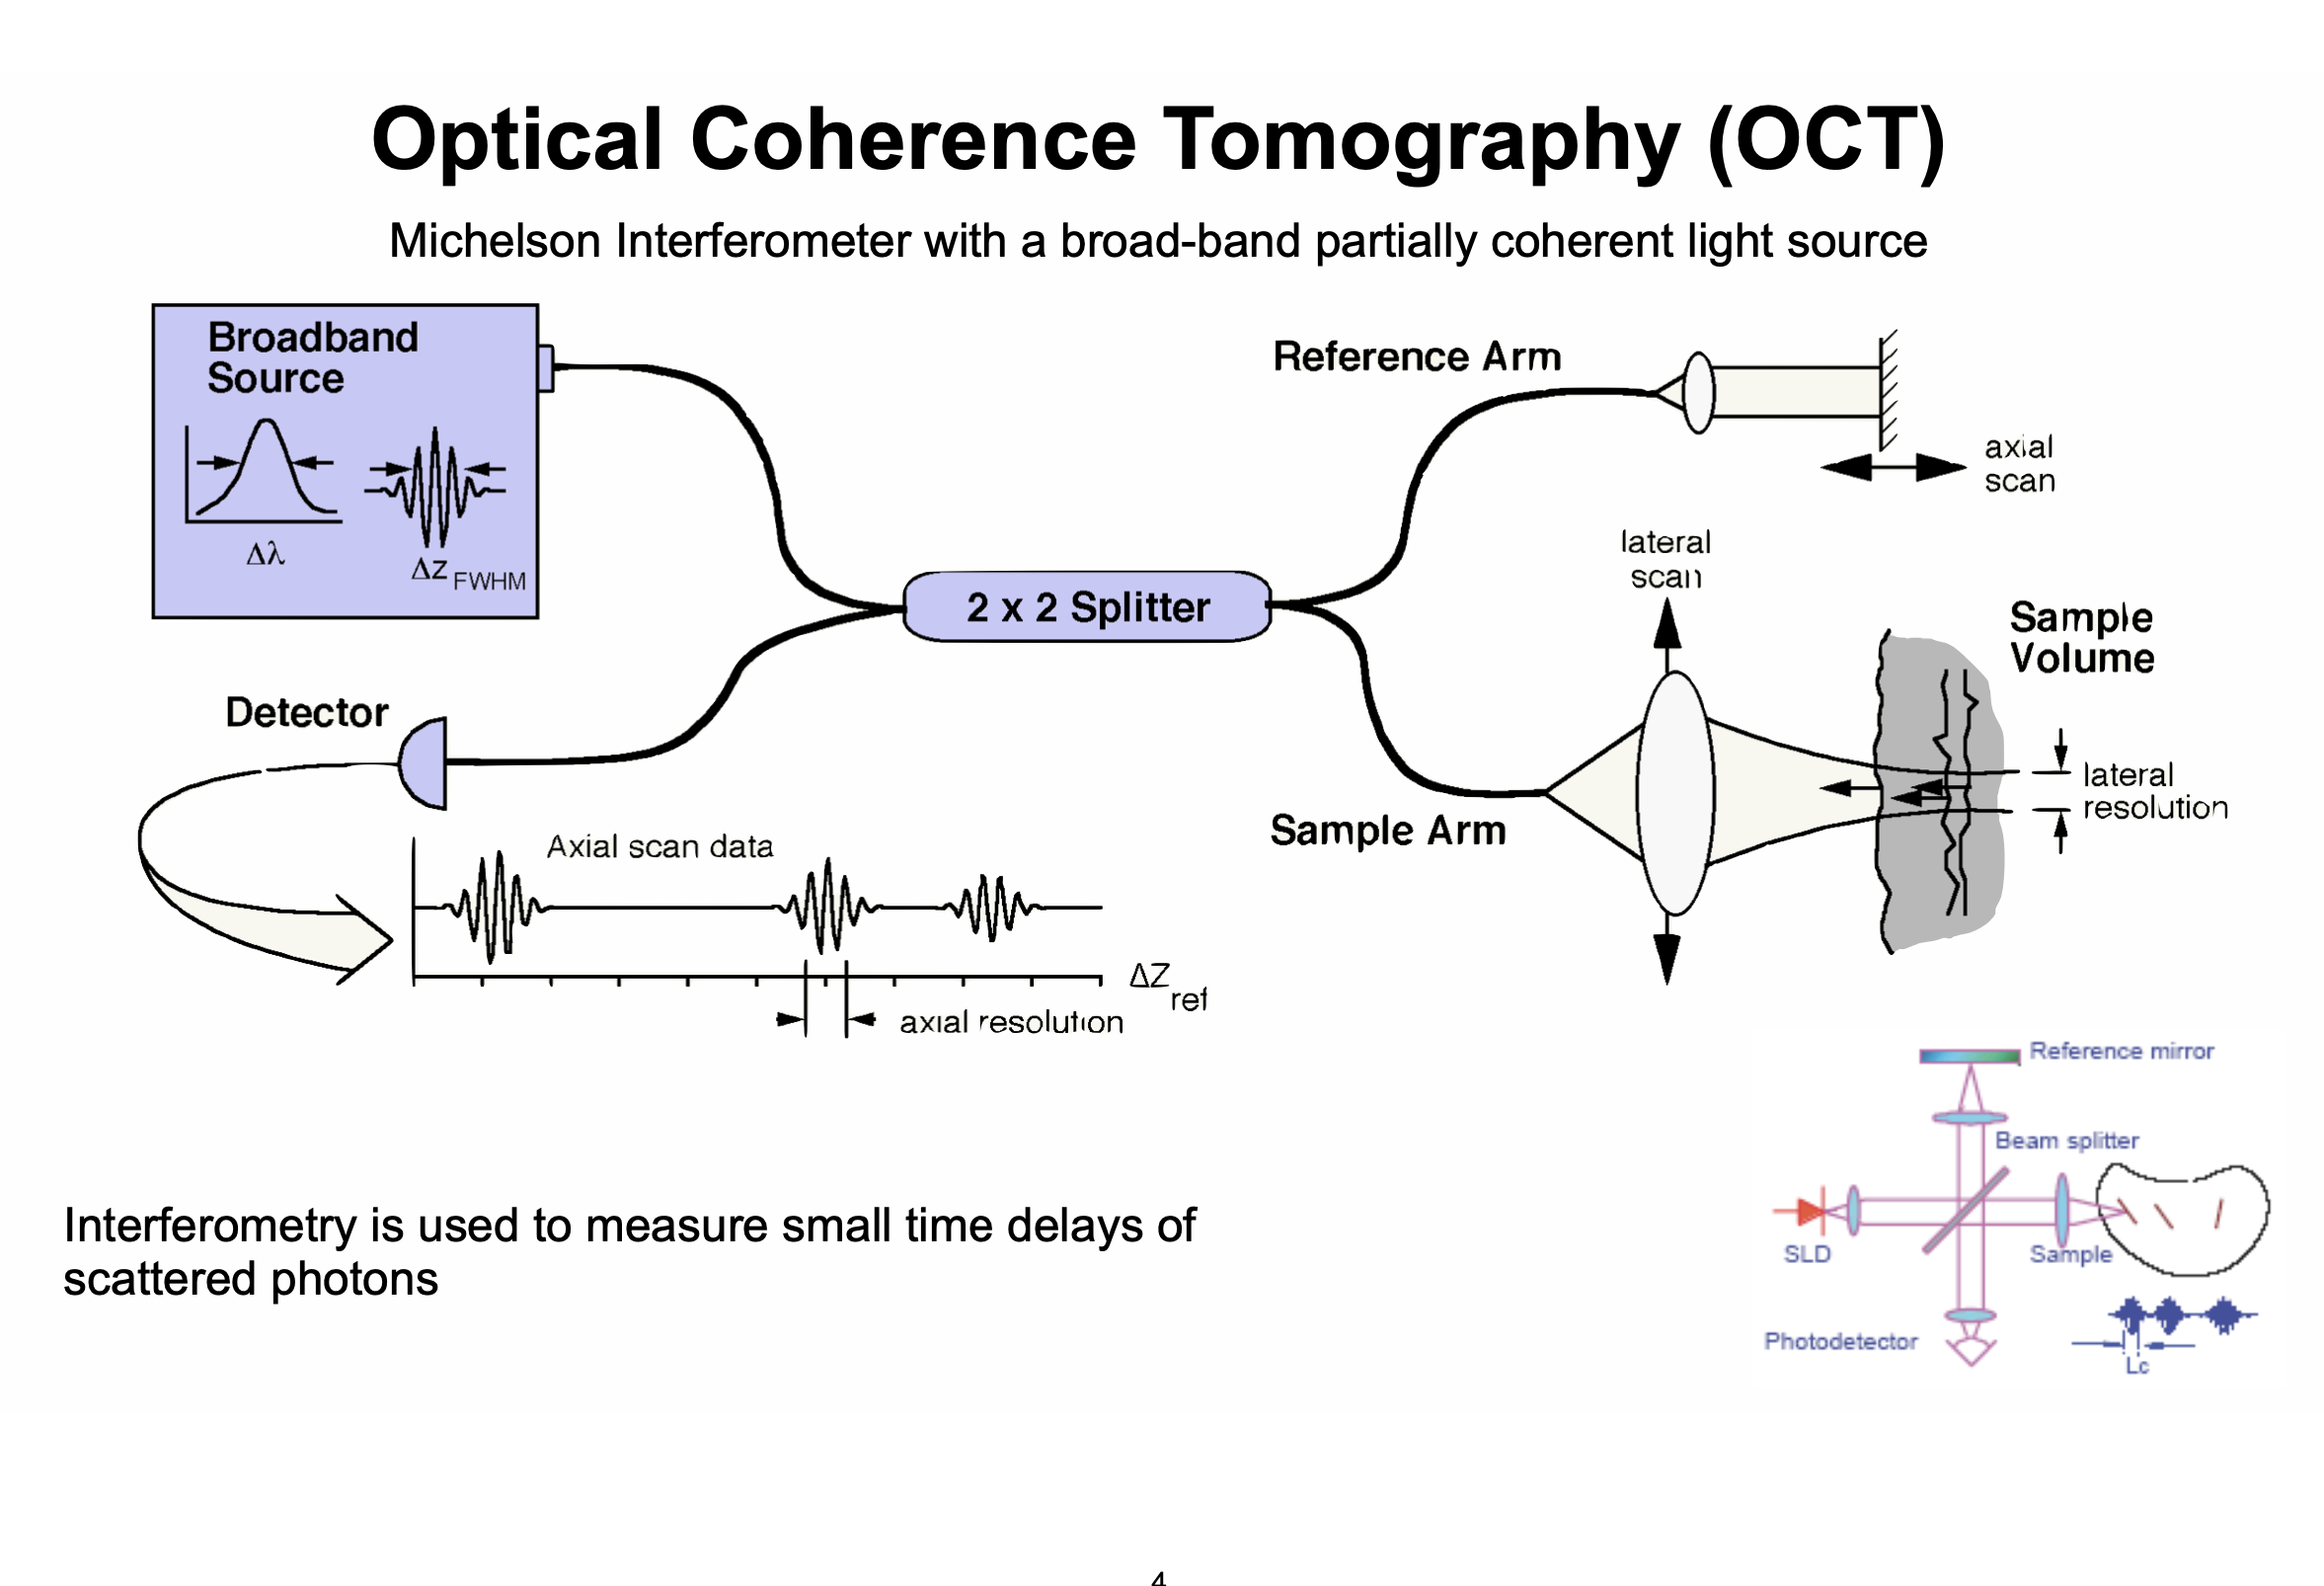 Optical Coherence Tomography (OCT)
Michelson Interferometer with a broad-band partially coherent light source
Broadband
Source
Δλ
Δz FWHM
Reference Arm
axial
scan
lateral
scan
2 x 2 Splitter
Sample
Volume
Detector
lateral
resolution
Sample Arm
Axial scan data
ΔZ ref
axial resolution
Reference mirror
Beam splitter
SLD
Sample
Photodetector
Lc
Interferometry is used to measure small time delays of
scattered photons
4